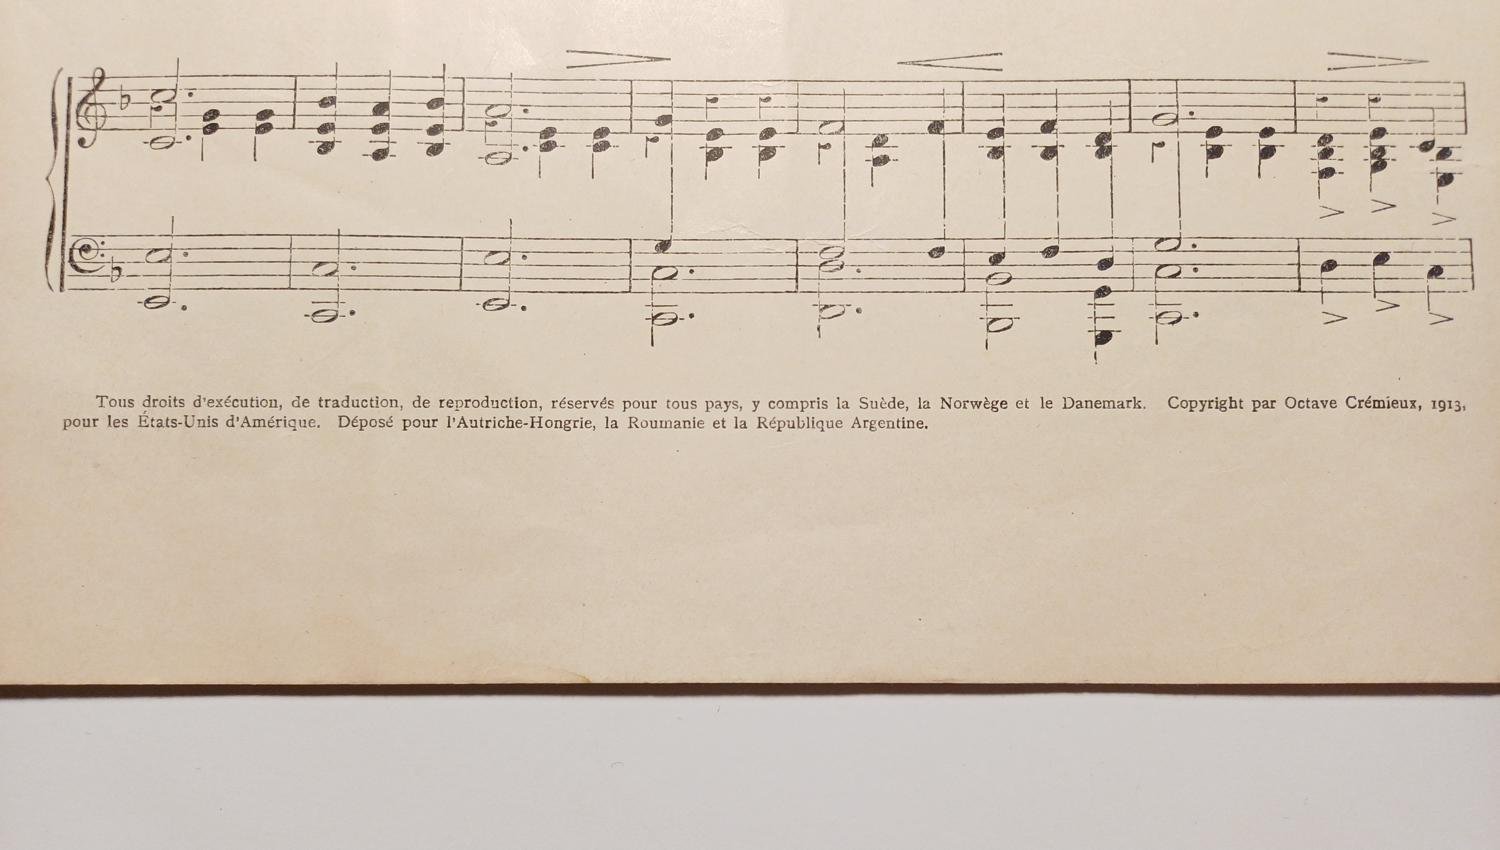 Tous droits d'exécution, de traduction, de reproduction, réservés pour tous pays, y compris la Suède, la Norwège et le Danemark. Copyright par Octave Crémieux, 1913,
pour les États-Unis d'Amérique. Déposé pour l'Autriche-Hongrie, la Roumanie et la République Argentine.